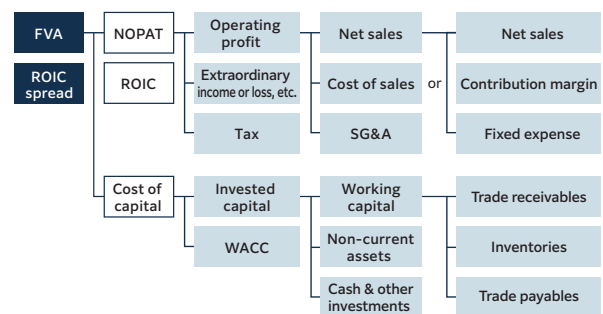 FVA
NOPAT
Operating
profit
Net sales
Net sales
ROIC
spread
ROIC
Extraordinary
income or loss, etc.
Cost of sales
or
Contribution margin
Tax
SG&A
Fixed expense
Cost of
capital
Invested
capital
Working
capital
Trade receivables
WACC
Non-current
assets
Inventories
Cash & other
investments
Trade payables